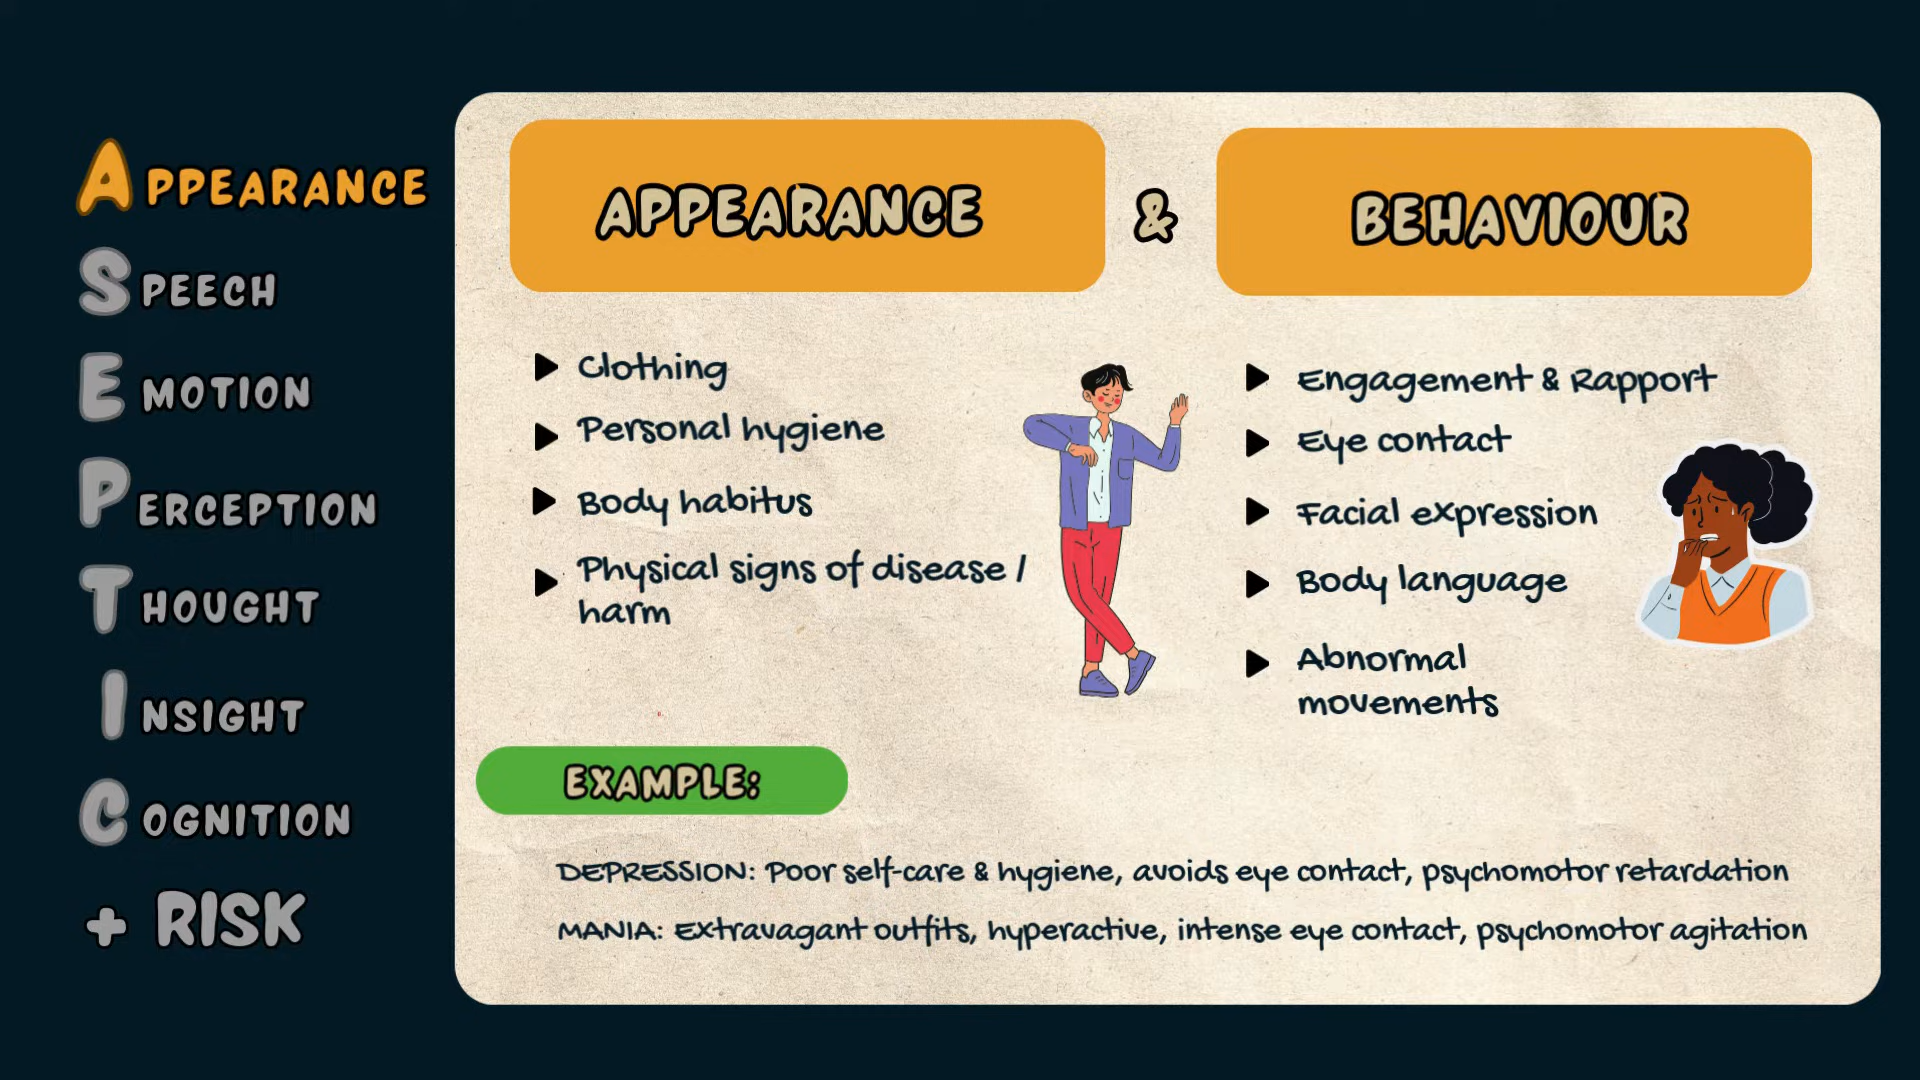 APPEARANCE
SPEECH
EMOTION
PERCEPTION
THOUGHT
INSIGHT
COGNITION
+ RISK
APPEARANCE & BEHAVIOUR
Clothing
Personal hygiene
Body habitus
Physical signs of disease /
harm
Engagement & Rapport
Eye contact
Facial expression
Body language
Abnormal
movements
EXAMPLE:
DEPRESSION: Poor self-care & hygiene, avoids eye contact, psychomotor retardation
MANIA: Extravagant outfits, hyperactive, intense eye contact, psychomotor agitation